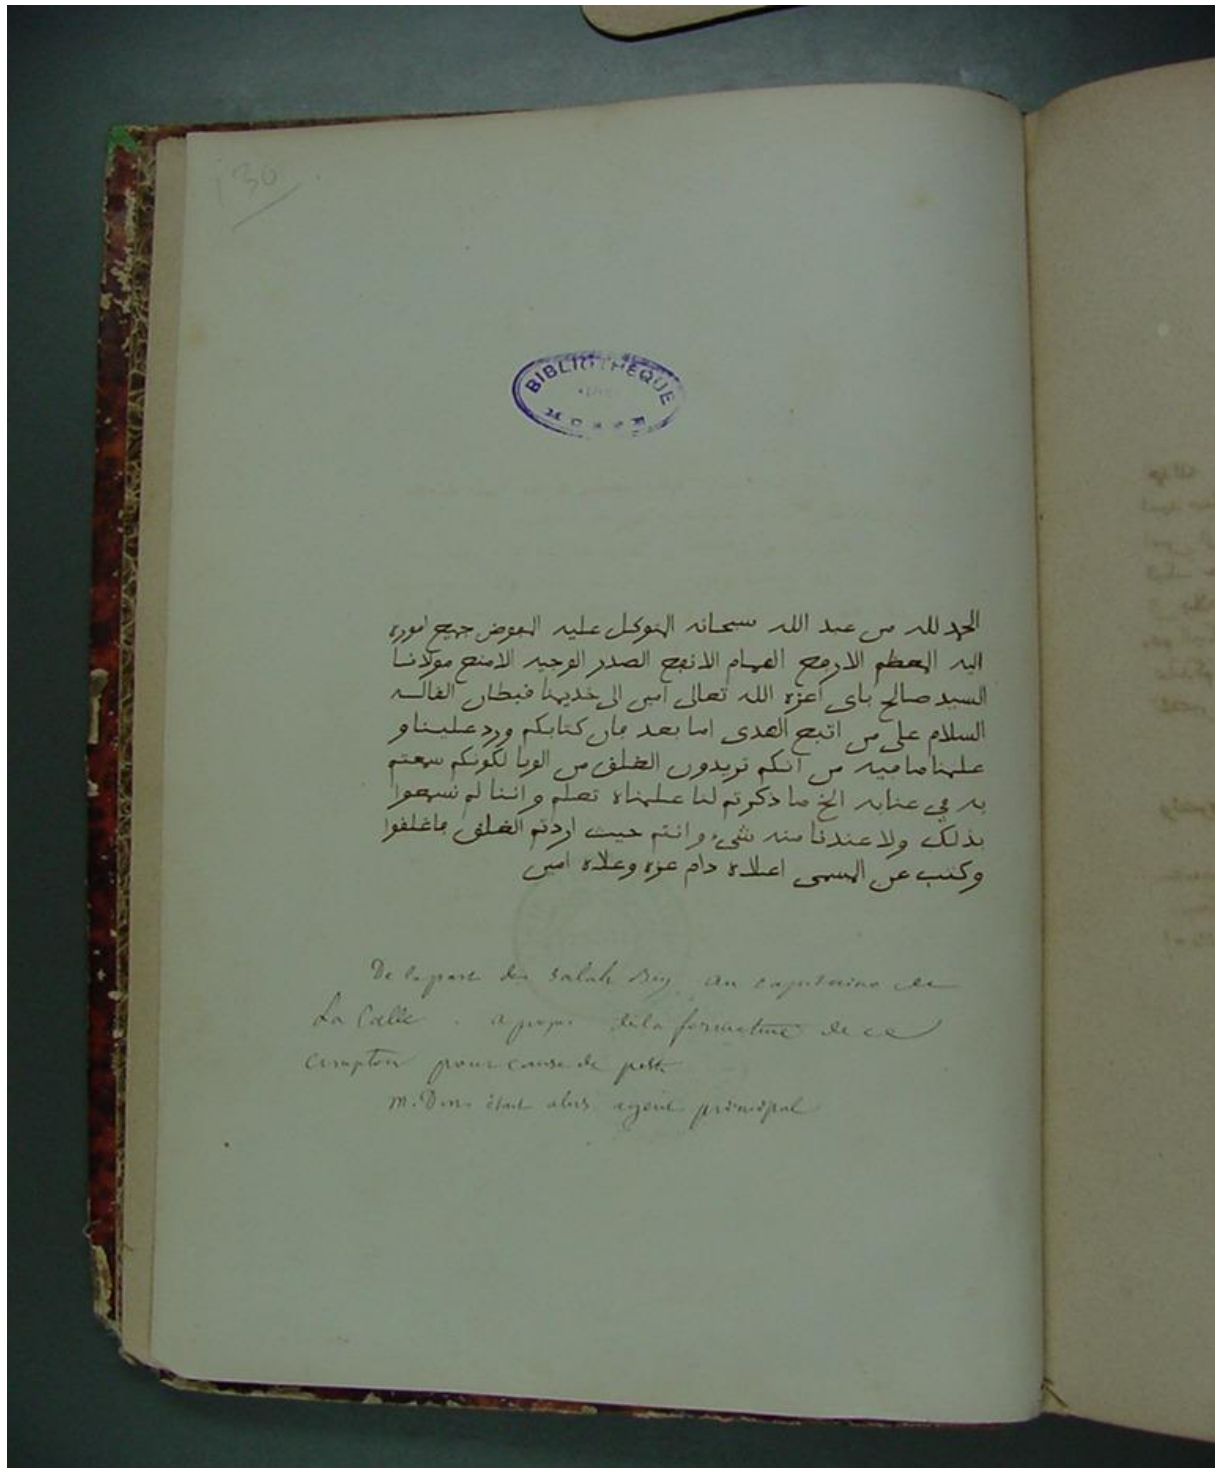 130
BIBLIOTHEQUE
الحمد لله من عبد الله سبحانه المتوكل عليه المفوض جميع اموره
اليه المعظم الارفع الهمام الانفع الصدر الوجيه الامنع مولانا
السيد صالح باي اعزه الله تعالى امين الى خديمنا قبطان القالة
السلام على من اتبع الهدى اما بعد فان كتابكم ورد علينا و
علمنا ما فيه من انكم تريدون الغلق من الوبا لكونكم سمعتم
به في عنابه الخ ما ذكرتم لنا علمناه تعلم واننا لم نسمعوا
بذلك ولا عندنا منه شيء وانتم حيث اردتم الغلق فاغلقوا
وكتب عن المسمى اعلاه دام عزه وعلاه امين
De la part de Salah Bey au capitaine de
La Calle. a propos de la fermeture de ce
comptoir pour cause de peste
M. était alors agent principal